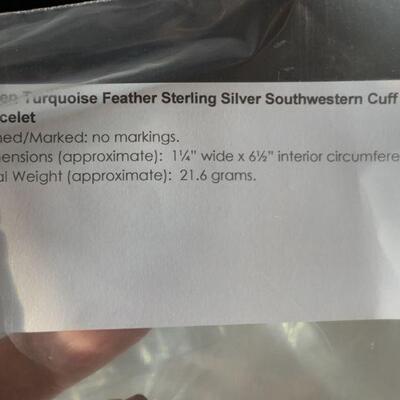 een Turquoise Feather Sterling Silver Southwestern Cuff
celet
ned/Marked: no markings.
ensions (approximate): 1¼” wide x 6½” interior circumfere
al Weight (approximate): 21.6 grams.